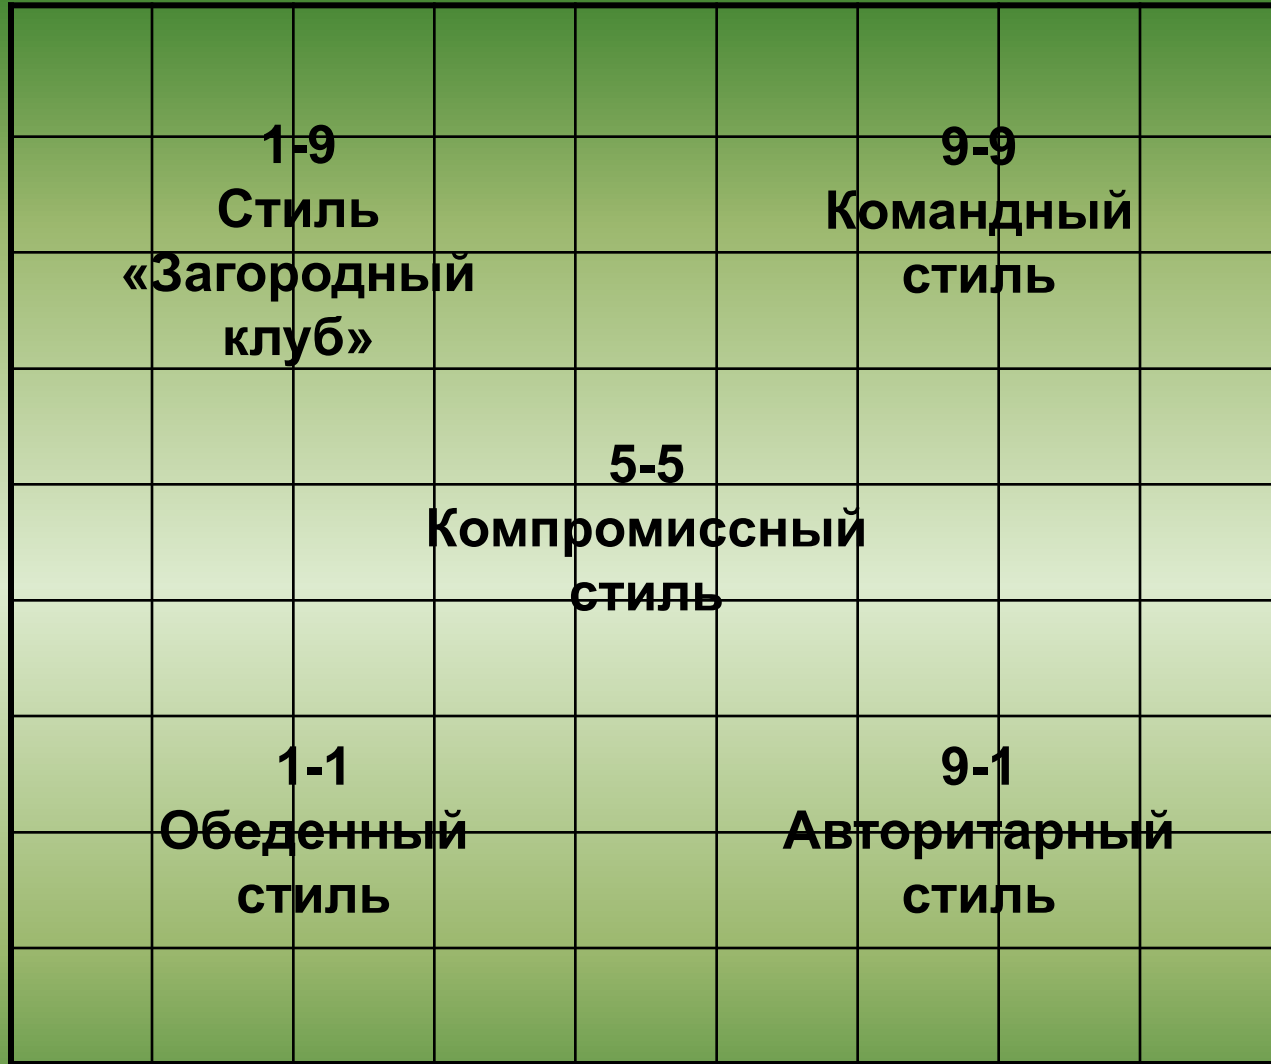 1-9
Стиль
«Загородный
клуб»
9-9
Командный
стиль
5-5
Компромиссный
стиль
1-1
Обеденный
стиль
9-1
Авторитарный
стиль